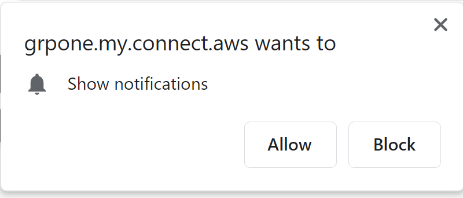 grpone.my.connect.aws wants to
Show notifications
Allow
Block